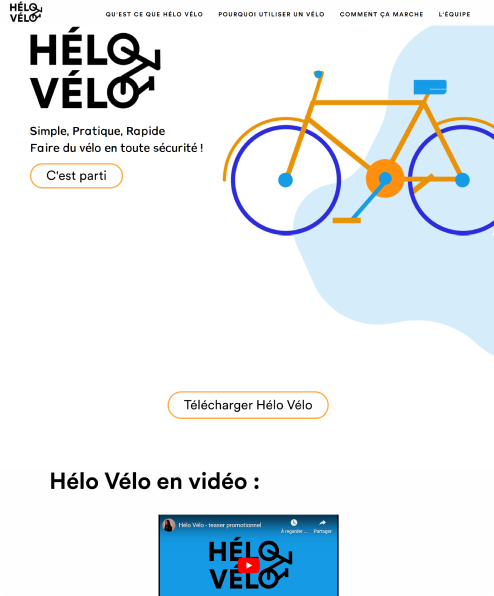 HÉLO
VÉLO
QU'EST CE QUE HÉLO VÉLO
POURQUOI UTILISER UN VÉLO
COMMENT ÇA MARCHE
L'ÉQUIPE
HÉLO
VÉLO
Simple, Pratique, Rapide
Faire du vélo en toute sécurité !
C'est parti
Télécharger Hélo Vélo
Hélo Vélo en vidéo :
Hélo Vélo - teaser promotionnel
À regarder ...
Partager
HÉLO
VÉLO